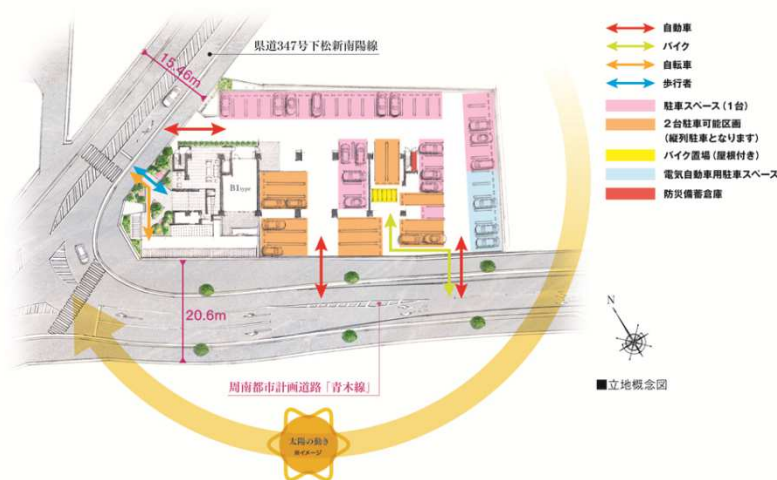 県道347号下松新南陽線
15.46m
B1type
20.6m
周南都市計画道路「青木線」
太陽の動き
※イメージ
自動車
バイク
自転車
歩行者
駐車スペース（1台）
2台駐車可能区画
（縦列駐車となります）
バイク置場（屋根付き）
電気自動車用駐車スペース
防災備蓄倉庫
N
■立地概念図